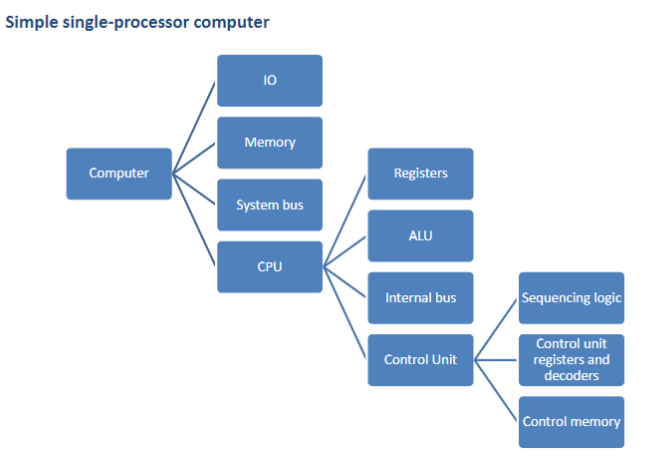 Simple single-processor computer
IO
Memory
Computer
Registers
System bus
ALU
CPU
Internal bus
Sequencing logic
Control Unit
Control unit
registers and
decoders
Control memory